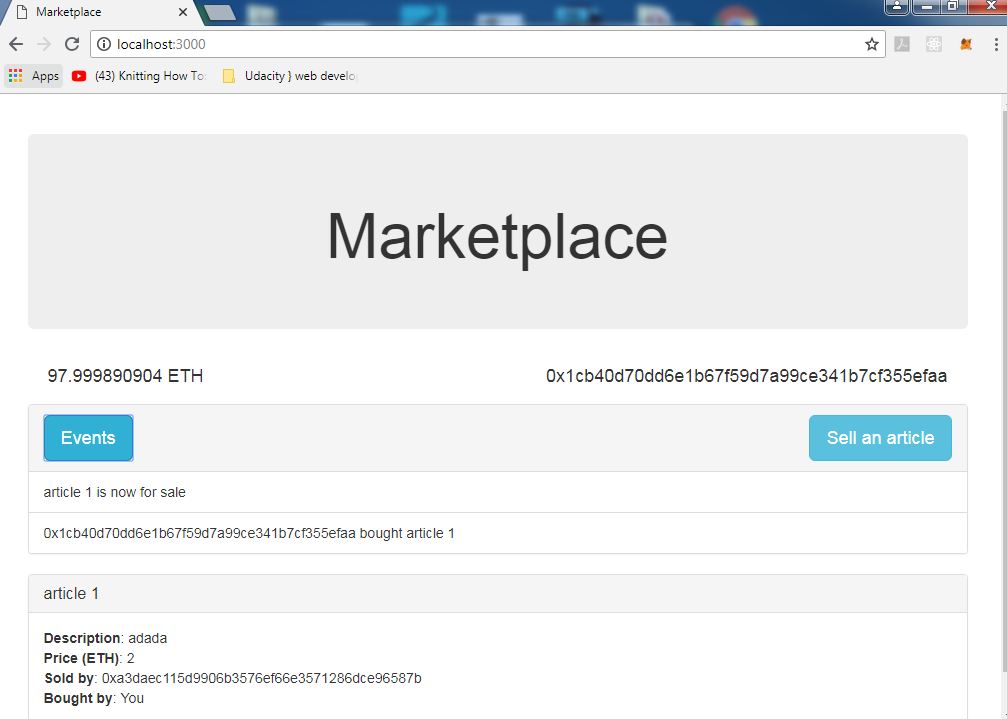 Marketplace
localhost:3000
Apps (43) Knitting How To: Udacity } web develo
Marketplace
97.999890904 ETH 0x1cb40d70dd6e1b67f59d7a99ce341b7cf355efaa
Events Sell an article
article 1 is now for sale
0x1cb40d70dd6e1b67f59d7a99ce341b7cf355efaa bought article 1
article 1
Description: adada
Price (ETH): 2
Sold by: 0xa3daec115d9906b3576ef66e3571286dce96587b
Bought by: You